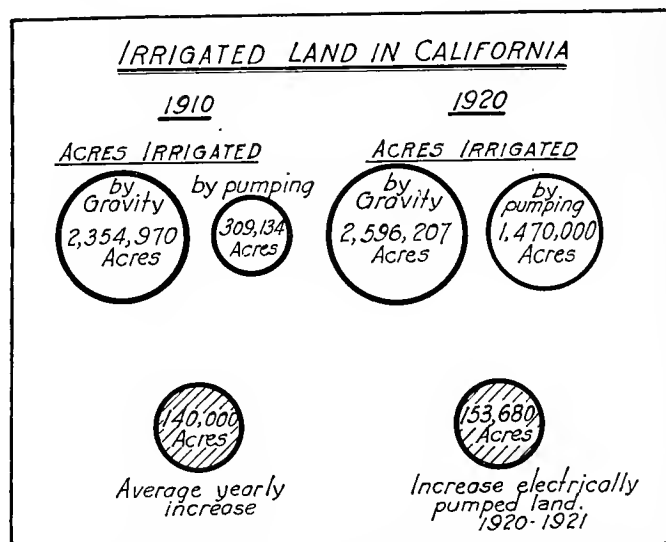 IRRIGATED LAND IN CALIFORNIA
1910
ACRES IRRIGATED
by
Gravity
2,354,970
Acres
by pumping
309,134
Acres
1920
ACRES IRRIGATED
by
Gravity
2,596,207
Acres
by
pumping
1,470,000
Acres
140,000
Acres
Average yearly
increase
153,680
Acres
Increase electrically
pumped land.
1920-1921